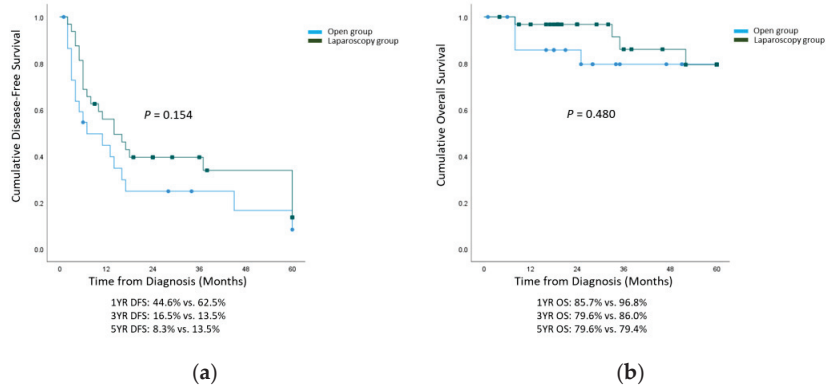 1.0
0.8
0.6
0.4
0.2
0.0
Cumulative Disease-Free Survival
Open group
Laparoscopy group
P = 0.154
0 12 24 36 48 60
Time from Diagnosis (Months)
1YR DFS: 44.6% vs. 62.5%
3YR DFS: 16.5% vs. 13.5%
5YR DFS: 8.3% vs. 13.5%
(a)
1.0
0.8
0.6
0.4
0.2
0.0
Cumulative Overall Survival
Open group
Laparoscopy group
P = 0.480
0 12 24 36 48 60
Time from Diagnosis (Months)
1YR OS: 85.7% vs. 96.8%
3YR OS: 79.6% vs. 86.0%
5YR OS: 79.6% vs. 79.4%
(b)